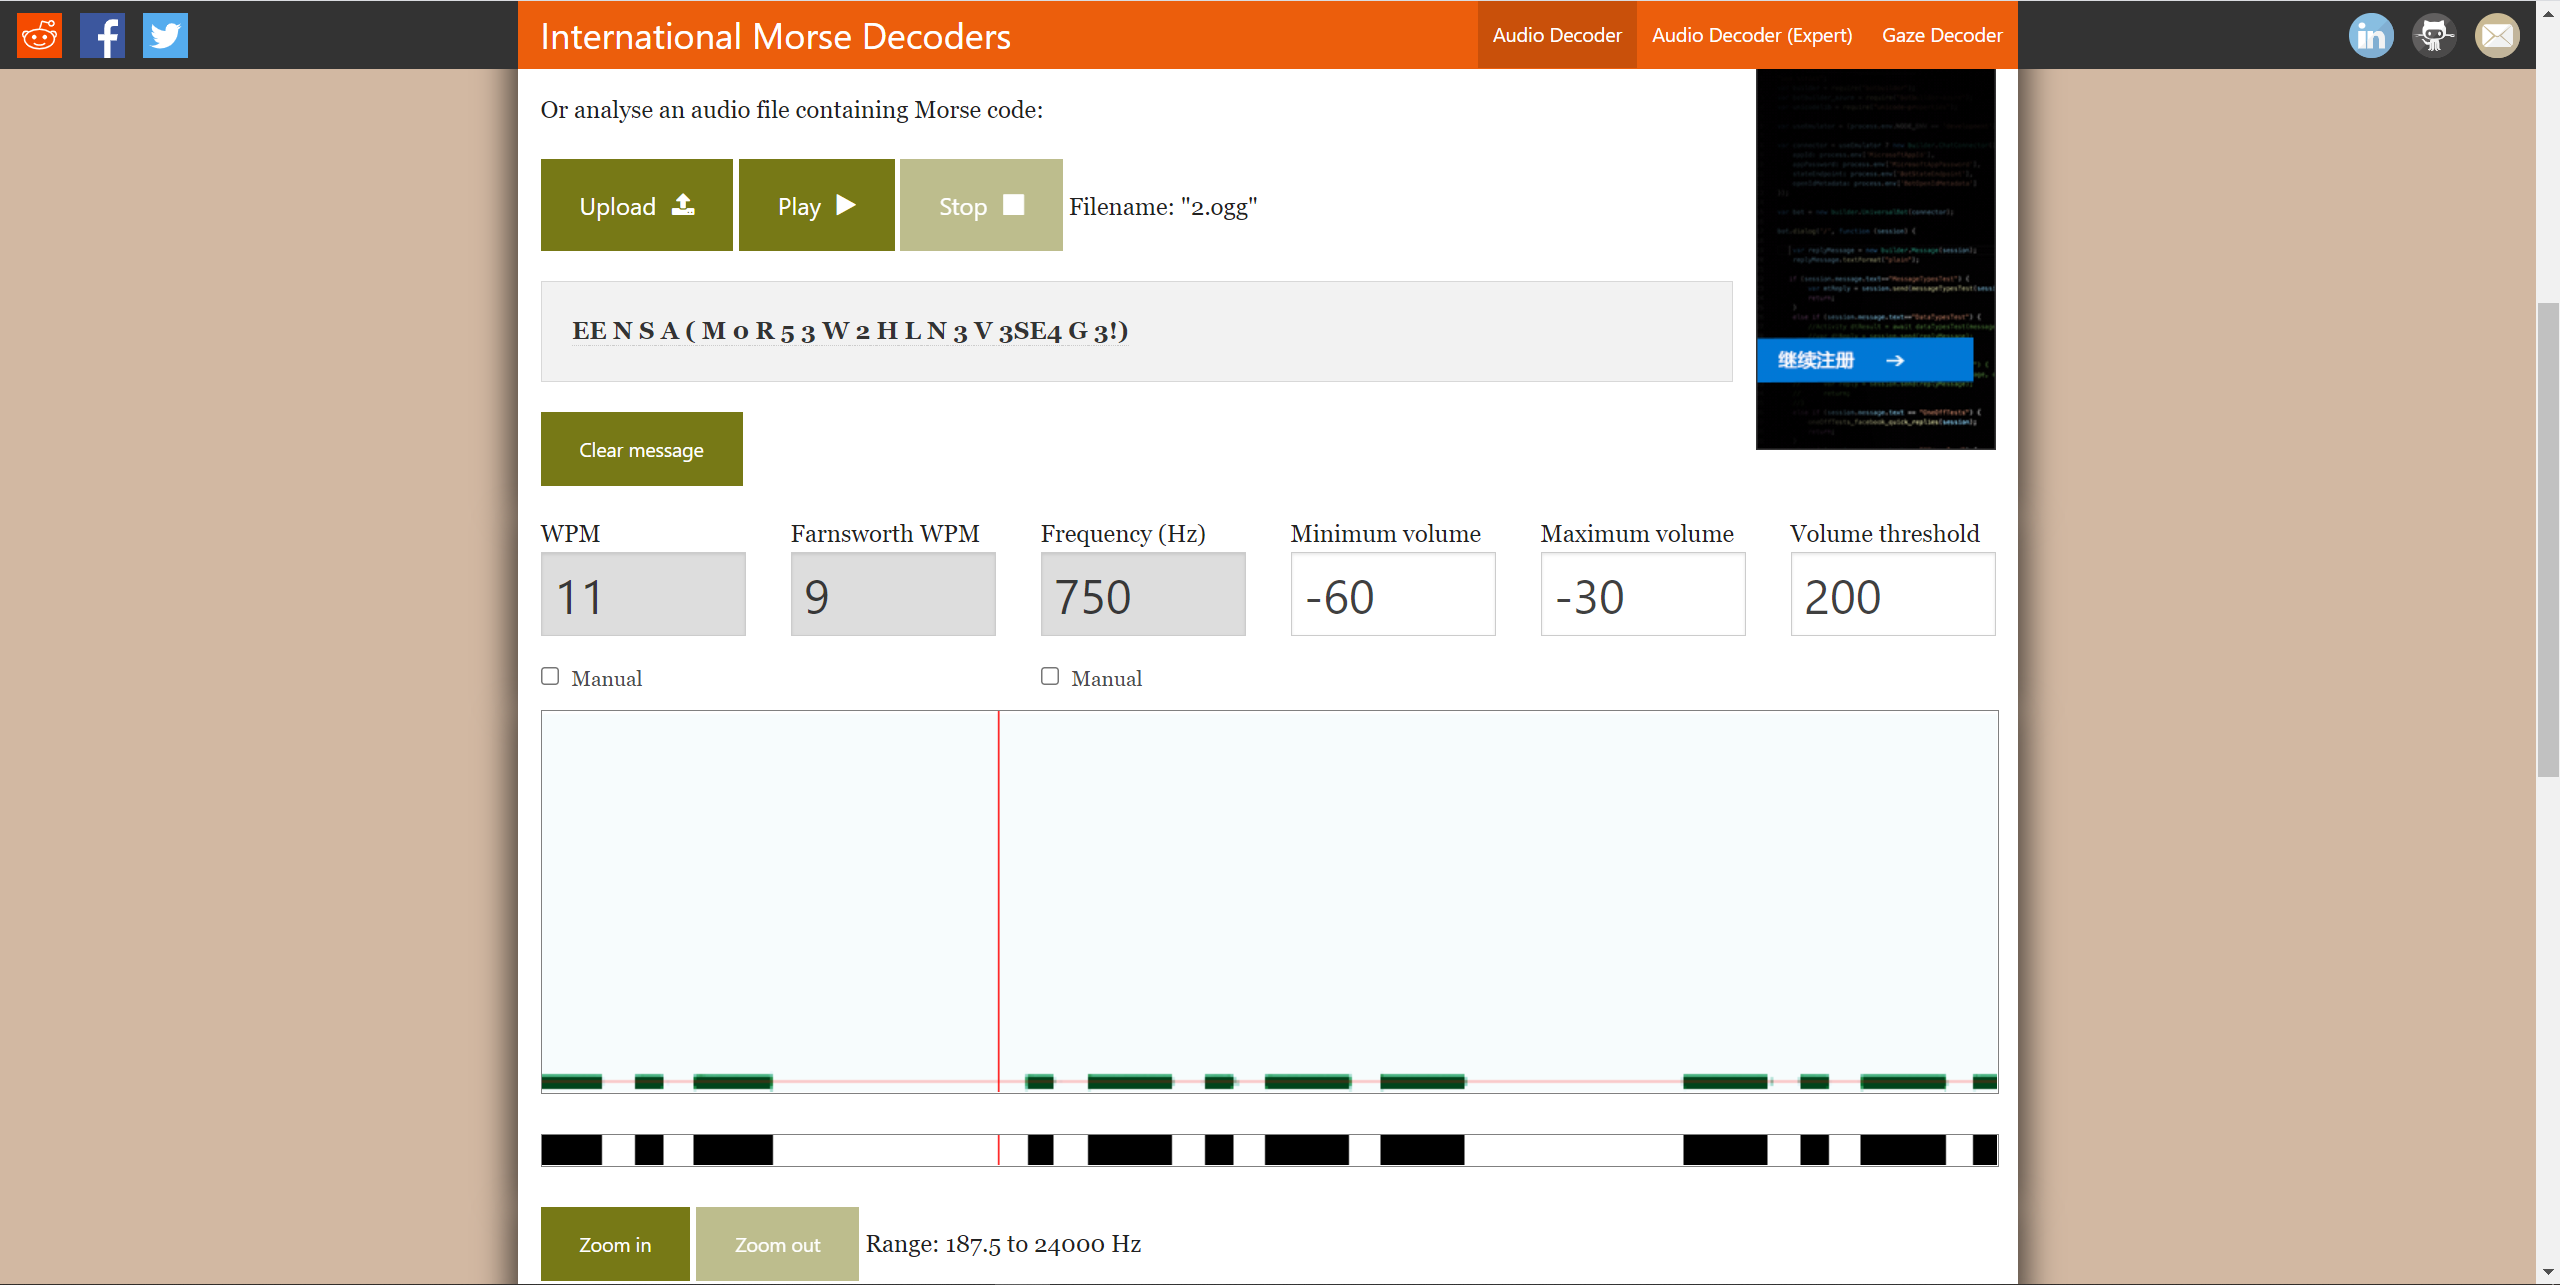 International Morse Decoders
Audio Decoder
Audio Decoder (Expert)
Gaze Decoder
Or analyse an audio file containing Morse code:
Upload
Play
Stop
Filename: "2.ogg"
EE N S A ( M 0 R 5 3 W 2 H L N 3 V 3SE4 G 3!)
继续注册 →
Clear message
WPM
Farnsworth WPM
Frequency (Hz)
Minimum volume
Maximum volume
Volume threshold
11
9
750
-60
-30
200
Manual
Manual
Zoom in
Zoom out
Range: 187.5 to 24000 Hz